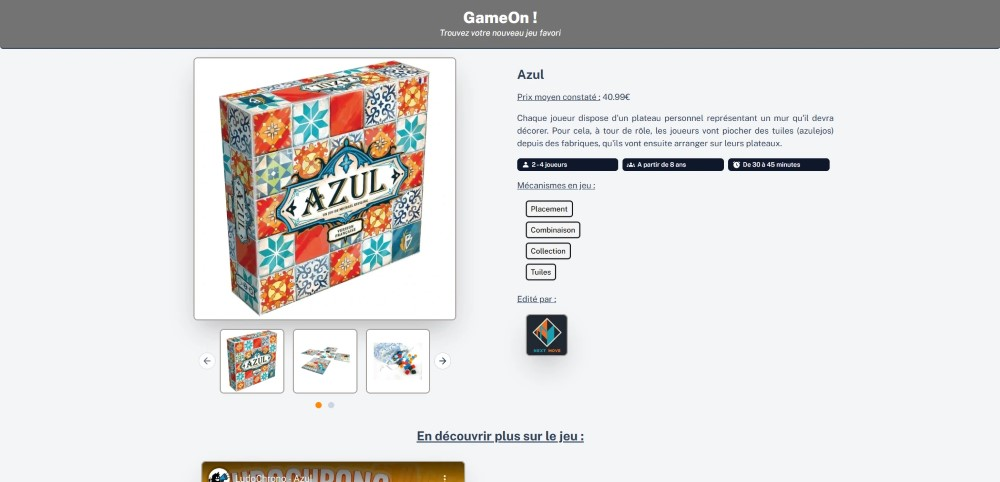 GameOn !
Trouvez votre nouveau jeu favori
AZUL
AZUL
VERSION
FRANÇAISE
Azul
Prix moyen constaté : 40.99€
Chaque joueur dispose d'un plateau personnel représentant un mur qu'il devra
décorer. Pour cela, à tour de rôle, les joueurs vont piocher des tuiles (azulejos)
depuis des fabriques, qu'ils vont ensuite arranger sur leurs plateaux.
2-4 joueurs
A partir de 8 ans
De 30 à 45 minutes
Mécanismes en jeu :
Placement
Combinaison
Collection
Tuiles
Edité par :
NEXT MOVE
AZUL
En découvrir plus sur le jeu :
LudoChrono - Azul